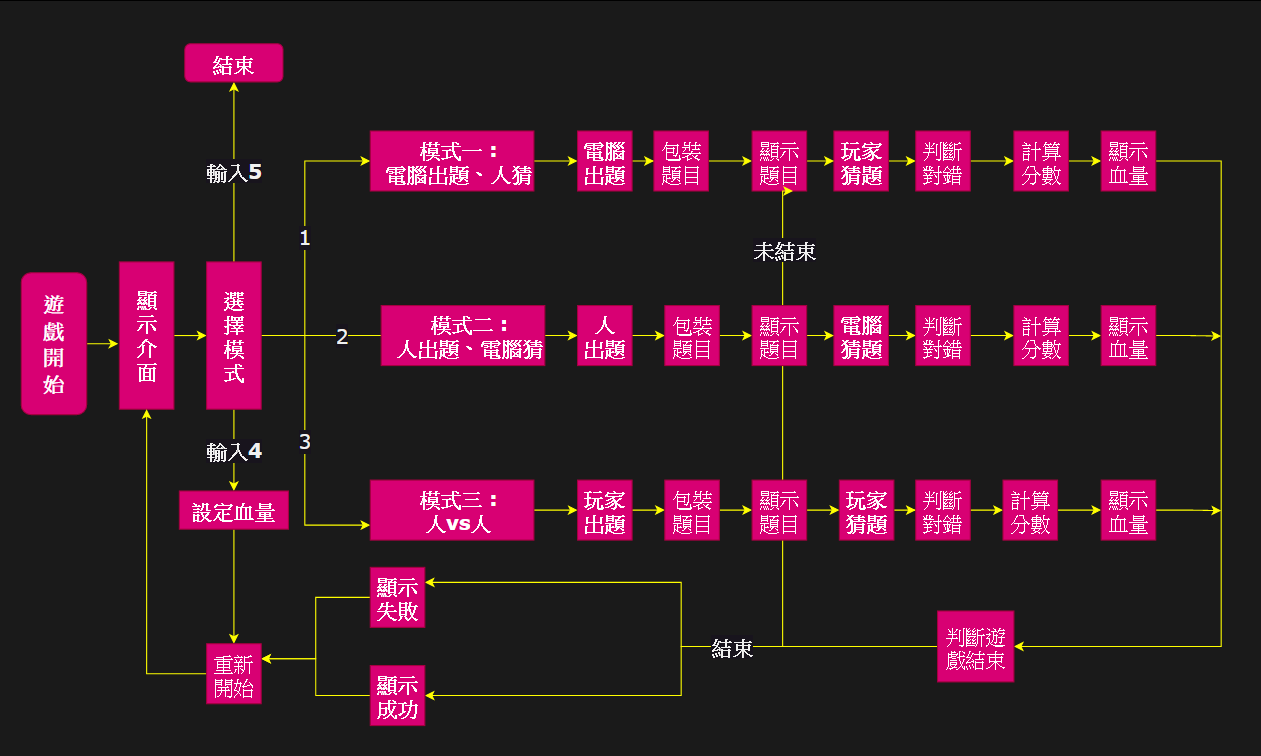 結束
輸入5
模式一：
電腦出題、人猜
電腦
出題
包裝
題目
顯示
題目
玩家
猜題
判斷
對錯
計算
分數
顯示
血量
1
未結束
遊
戲
開
始
顯
示
介
面
選
擇
模
式
2
模式二：
人出題、電腦猜
人
出題
包裝
題目
顯示
題目
電腦
猜題
判斷
對錯
計算
分數
顯示
血量
輸入4
3
設定血量
模式三：
人vs人
玩家
出題
包裝
題目
顯示
題目
玩家
猜題
判斷
對錯
計算
分數
顯示
血量
顯示
失敗
結束
判斷遊
戲結束
重新
開始
顯示
成功